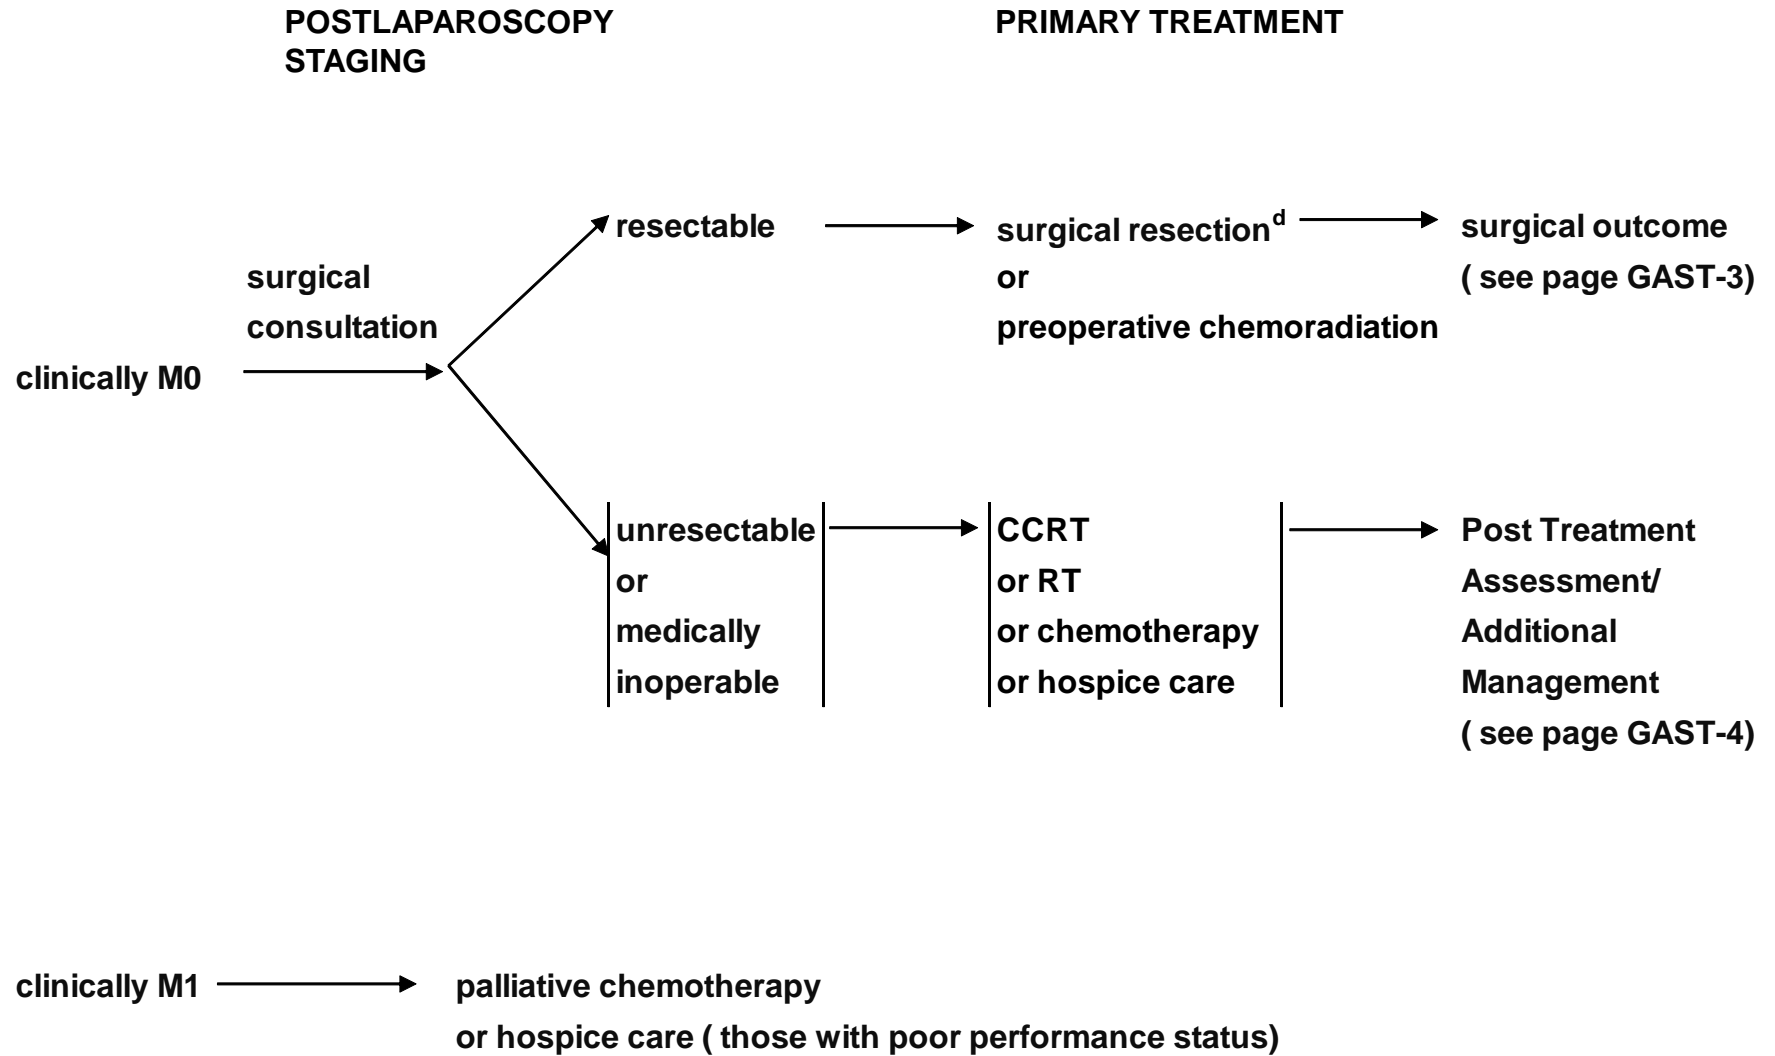 POSTLAPAROSCOPY
STAGING
PRIMARY TREATMENT
clinically M0
surgical
consultation
resectable
surgical resection^d
or
preoperative chemoradiation
surgical outcome
( see page GAST-3)
unresectable
or
medically
inoperable
CCRT
or RT
or chemotherapy
or hospice care
Post Treatment
Assessment/
Additional
Management
( see page GAST-4)
clinically M1
palliative chemotherapy
or hospice care ( those with poor performance status)